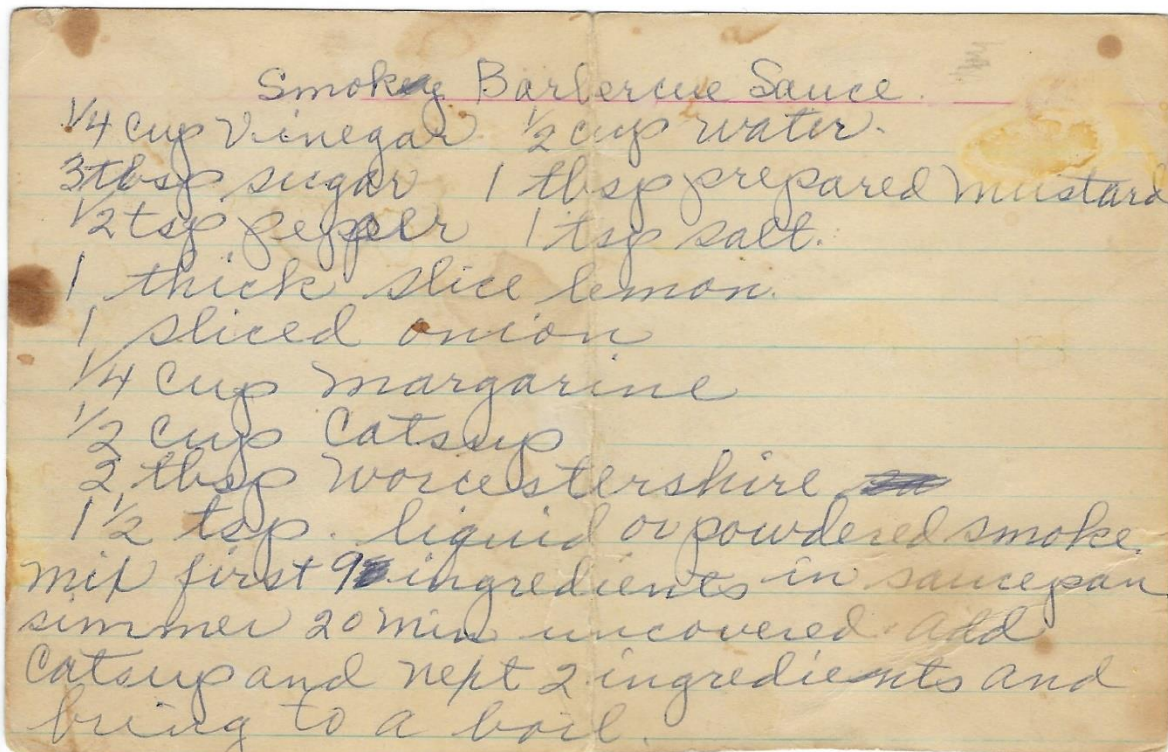 Smokey Barbercue Sauce.
1/4 cup Vinegar 1/2 cup water.
3 tbsp sugar 1 tbsp prepared mustard
1/2 tsp pepper 1 tsp salt.
1 thick slice lemon.
1 sliced onion
1/4 cup margarine
1/2 cup Catsup
2 tbsp Worcestershire
1 1/2 tsp. liquid or powdered smoke.
mix first 9 ingredients in saucepan
simmer 20 min uncovered. add
Catsup and next 2 ingredients and
bring to a boil.